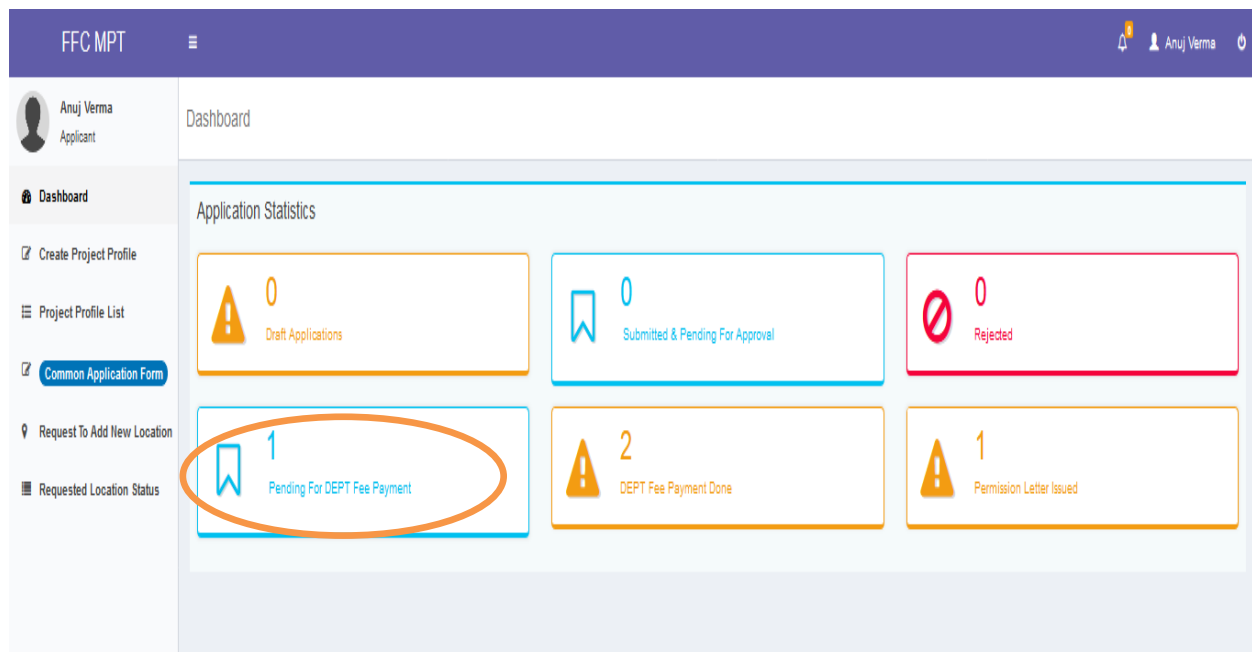 FFC MPT
Anuj Verma
Anuj Verma
Applicant
Dashboard
Dashboard
Create Project Profile
Project Profile List
Common Application Form
Request To Add New Location
Requested Location Status
Application Statistics
0
Draft Applications
0
Submitted & Pending For Approval
0
Rejected
1
Pending For DEPT Fee Payment
2
DEPT Fee Payment Done
1
Permission Letter Issued